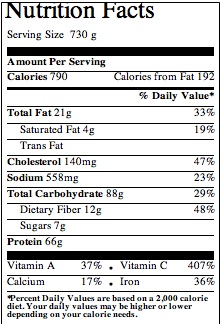 Nutrition Facts
Serving Size 730 g
Amount Per Serving
Calories 790 Calories from Fat 192
% Daily Value*
Total Fat 21g 33%
Saturated Fat 4g 19%
Trans Fat
Cholesterol 140mg 47%
Sodium 558mg 23%
Total Carbohydrate 88g 29%
Dietary Fiber 12g 48%
Sugars 7g
Protein 66g
Vitamin A 37% • Vitamin C 407%
Calcium 17% • Iron 36%
*Percent Daily Values are based on a 2,000 calorie
diet. Your daily values may be higher or lower
depending on your calorie needs.